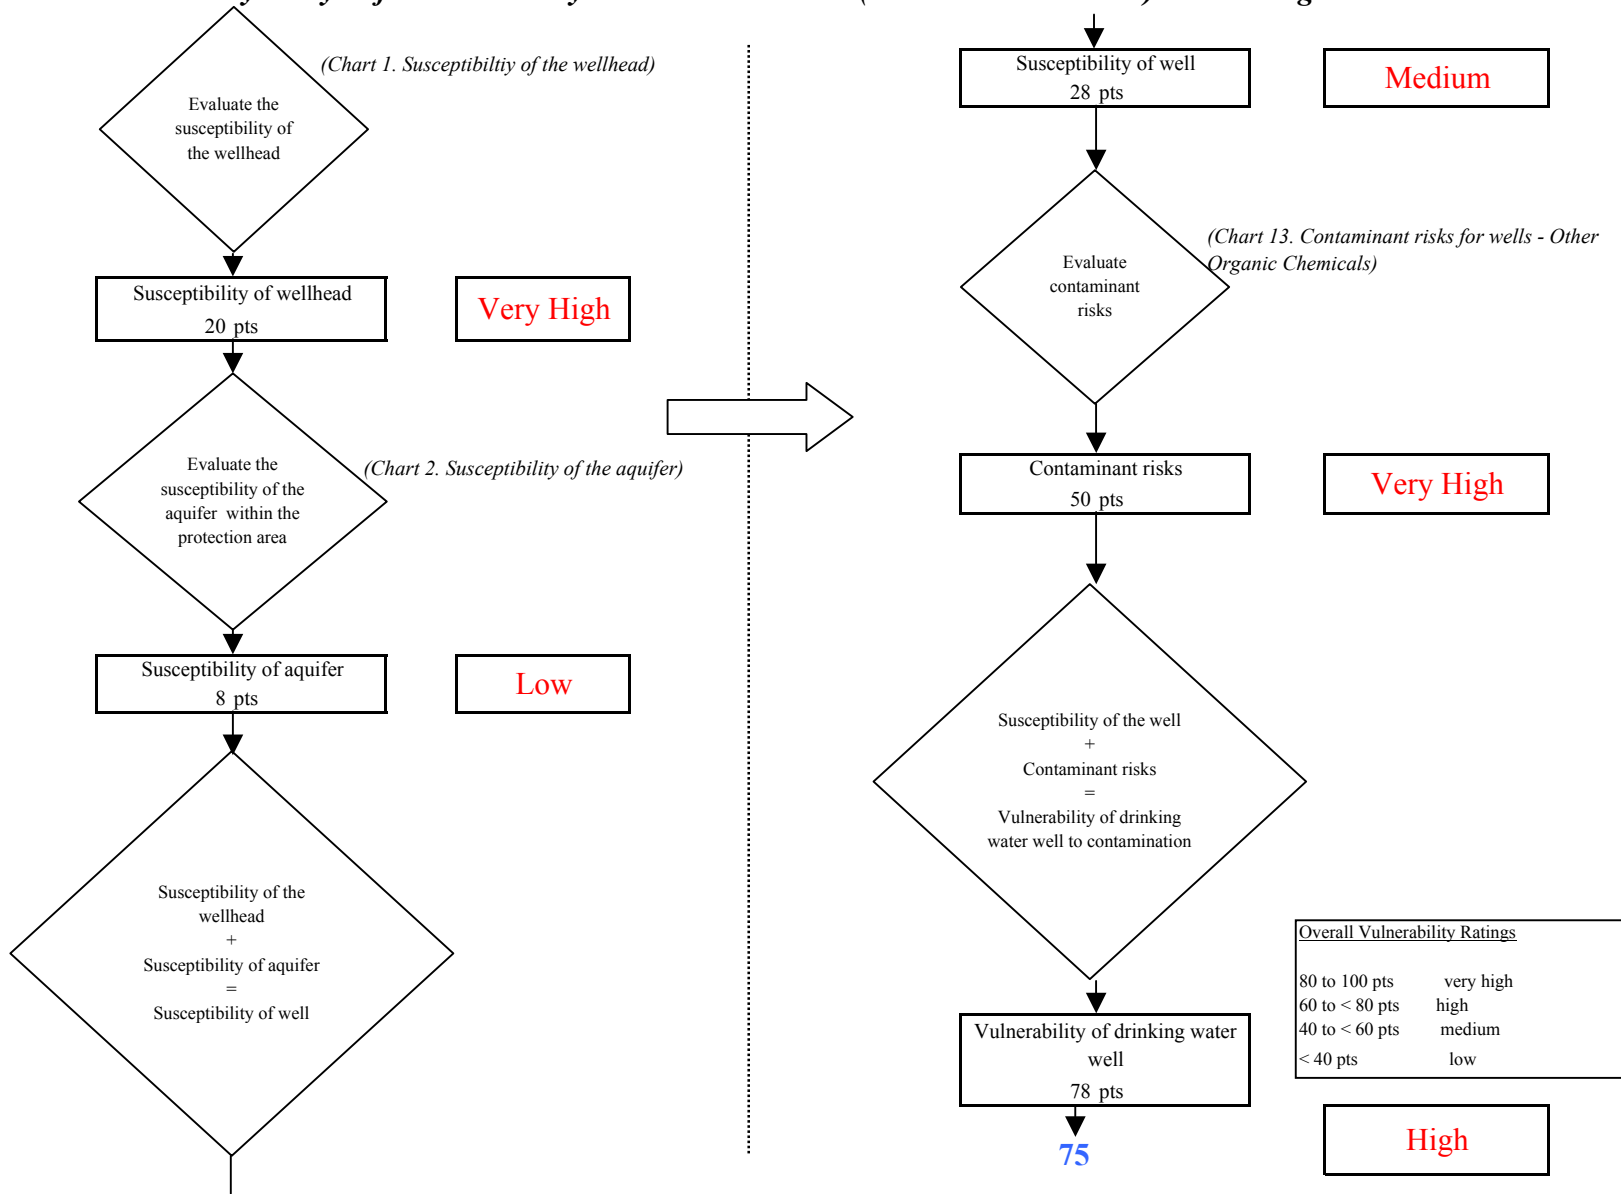 (Chart 1. Susceptibiltiy of the wellhead)
Evaluate the
susceptibility of
the wellhead
Susceptibility of wellhead
20 pts
Very High
Evaluate the
susceptibility of the
aquifer within the
protection area
(Chart 2. Susceptibility of the aquifer)
Susceptibility of aquifer
8 pts
Low
Susceptibility of the
wellhead
+
Susceptibility of aquifer
=
Susceptibility of well
Susceptibility of well
28 pts
Medium
(Chart 13. Contaminant risks for wells - Other
Organic Chemicals)
Evaluate
contaminant
risks
Contaminant risks
50 pts
Very High
Susceptibility of the well
+
Contaminant risks
=
Vulnerability of drinking
water well to contamination
Overall Vulnerability Ratings
80 to 100 pts very high
60 to < 80 pts high
40 to < 60 pts medium
< 40 pts low
Vulnerability of drinking water
well
78 pts
75
High